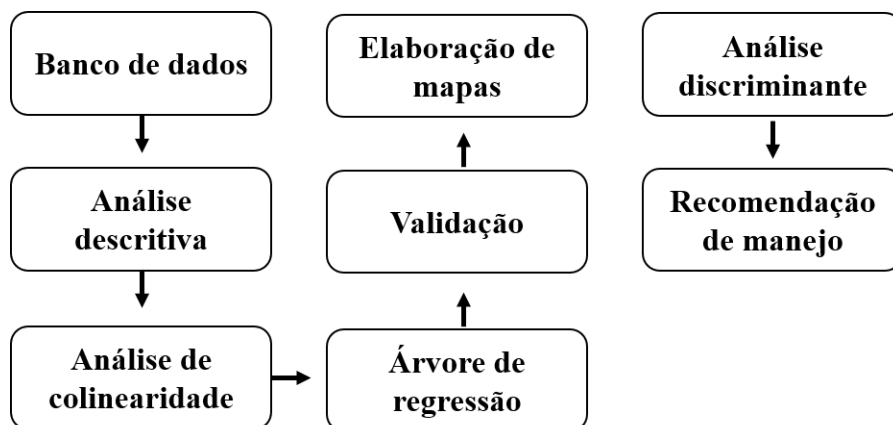 Banco de dados
Análise
descritiva
Análise de
colinearidade
Árvore de
regressão
Validação
Elaboração de
mapas
Análise
discriminante
Recomendação
de manejo